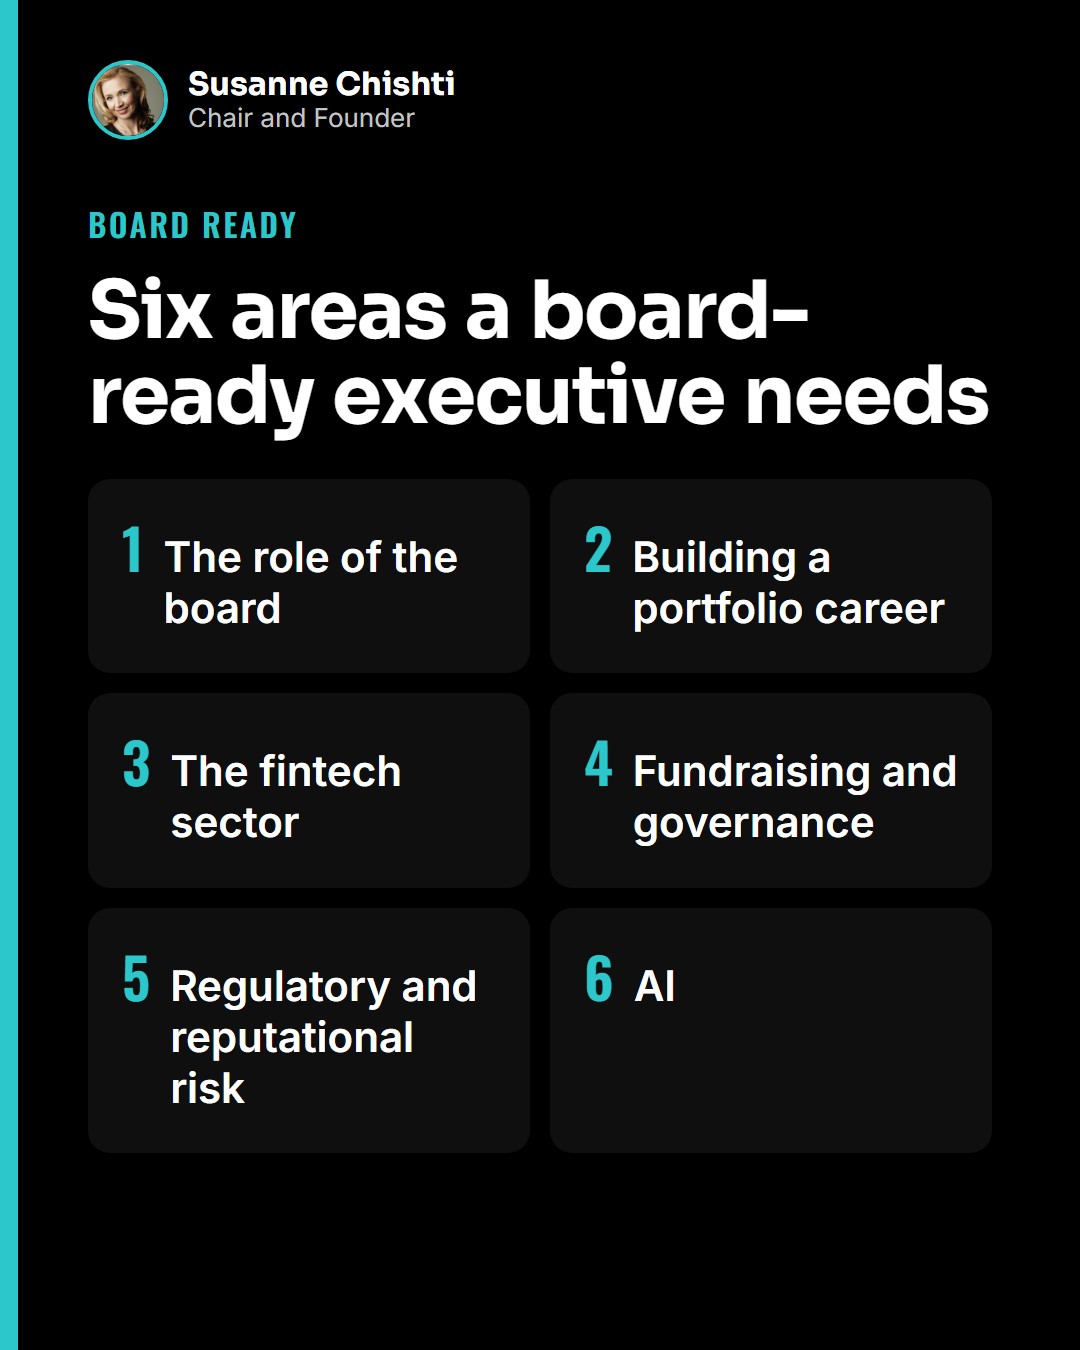 Susanne Chishti
Chair and Founder
BOARD READY
Six areas a board-
ready executive needs
1 The role of the
board
2 Building a
portfolio career
3 The fintech
sector
4 Fundraising and
governance
5 Regulatory and
reputational
risk
6 AI